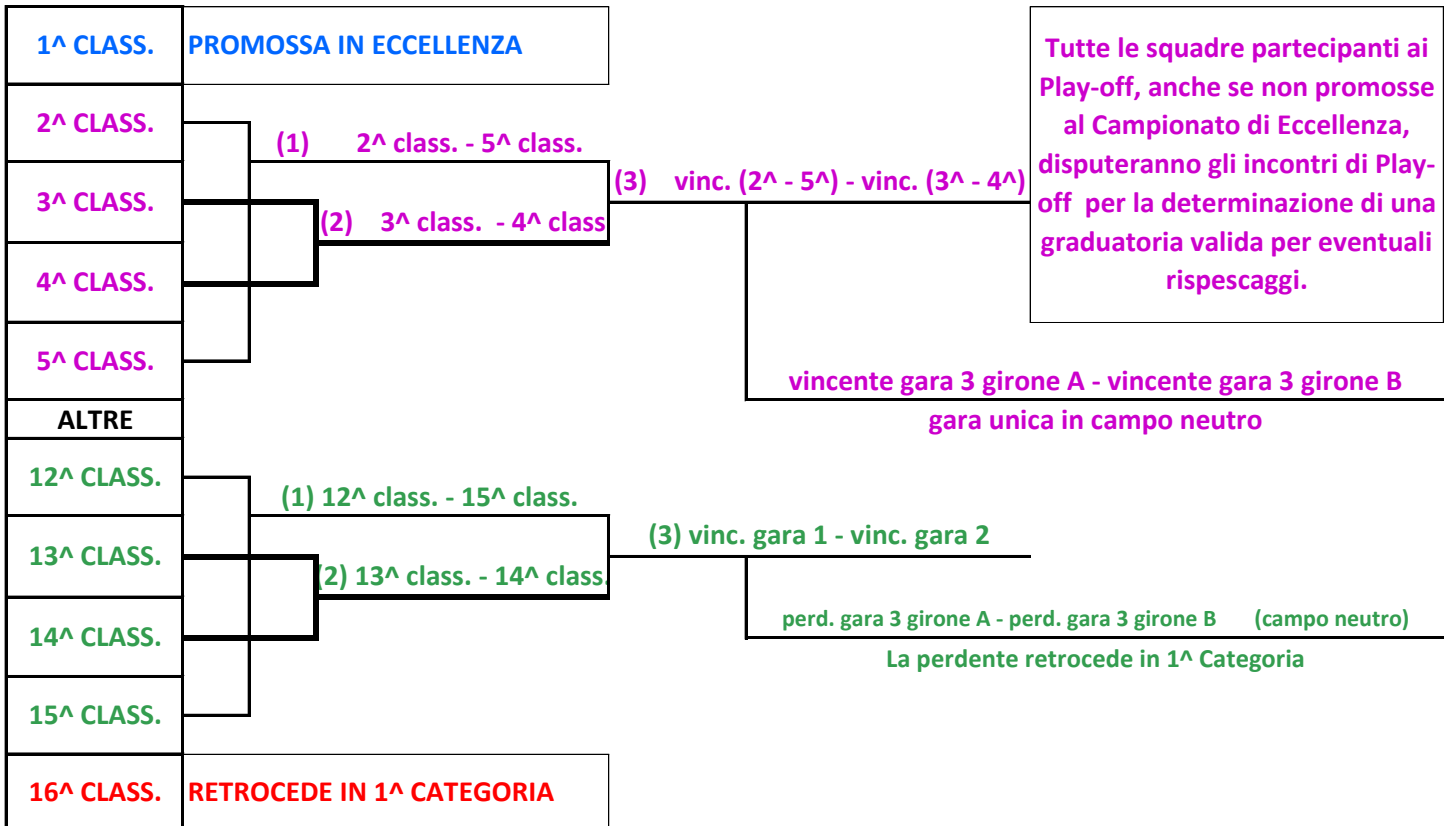 1^ CLASS. PROMOSSA IN ECCELLENZA
Tutte le squadre partecipanti ai
Play-off, anche se non promosse
al Campionato di Eccellenza,
disputeranno gli incontri di Play-
off per la determinazione di una
graduatoria valida per eventuali
rispescaggi.
2^ CLASS.
(1) 2^ class. - 5^ class.
3^ CLASS.
(3) vinc. (2^ - 5^) - vinc. (3^ - 4^)
(2) 3^ class. - 4^ class
4^ CLASS.
5^ CLASS.
vincente gara 3 girone A - vincente gara 3 girone B
gara unica in campo neutro
ALTRE
12^ CLASS.
(1) 12^ class. - 15^ class.
13^ CLASS.
(3) vinc. gara 1 - vinc. gara 2
(2) 13^ class. - 14^ class.
14^ CLASS.
perd. gara 3 girone A - perd. gara 3 girone B (campo neutro)
La perdente retrocede in 1^ Categoria
15^ CLASS.
16^ CLASS. RETROCEDE IN 1^ CATEGORIA